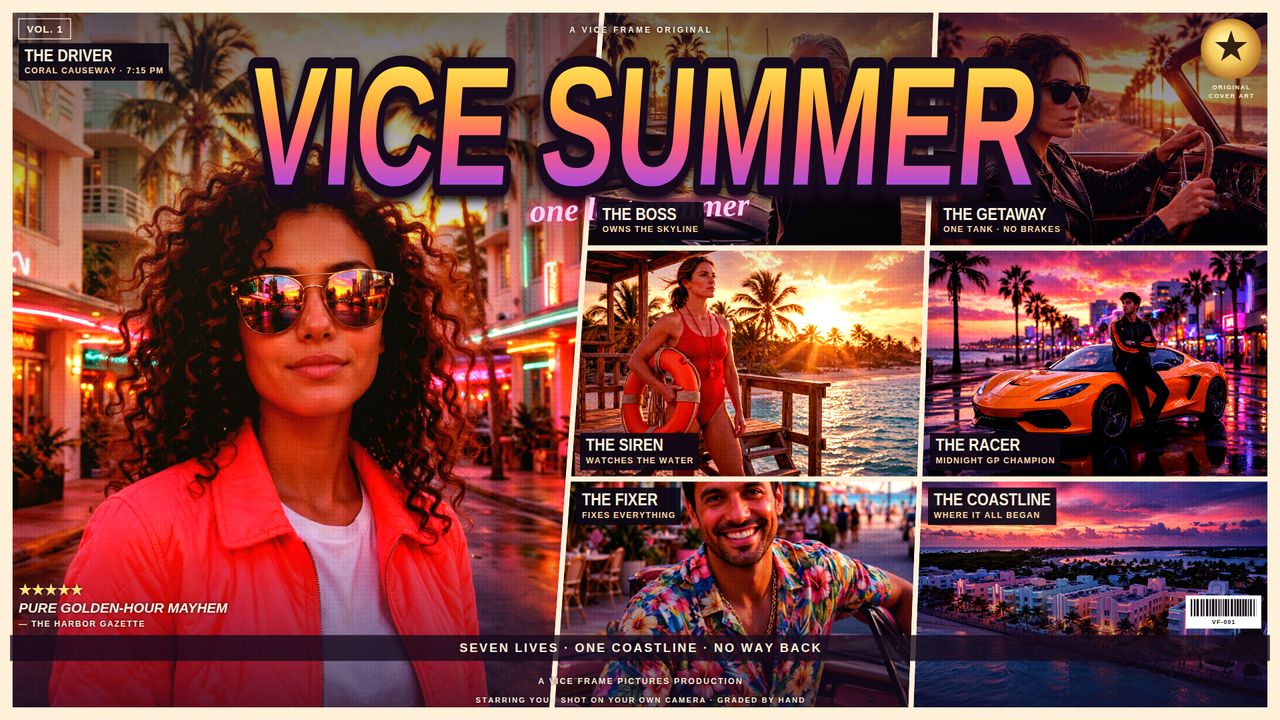 VOL. 1
THE DRIVER
CORAL CAUSEWAY · 7:15 PM
A VICE FRAME ORIGINAL
ORIGINAL
COVER ART
VICE SUMMER
one
THE BOSS
OWNS THE SKYLINE
THE GETAWAY
ONE TANK · NO BRAKES
THE SIREN
WATCHES THE WATER
THE RACER
MIDNIGHT GP CHAMPION
THE FIXER
FIXES EVERYTHING
THE COASTLINE
WHERE IT ALL BEGAN
★★★★★
PURE GOLDEN-HOUR MAYHEM
— THE HARBOR GAZETTE
VF-001
SEVEN LIVES · ONE COASTLINE · NO WAY BACK
A VICE FRAME PICTURES PRODUCTION
STARRING YOU · SHOT ON YOUR OWN CAMERA · GRADED BY HAND